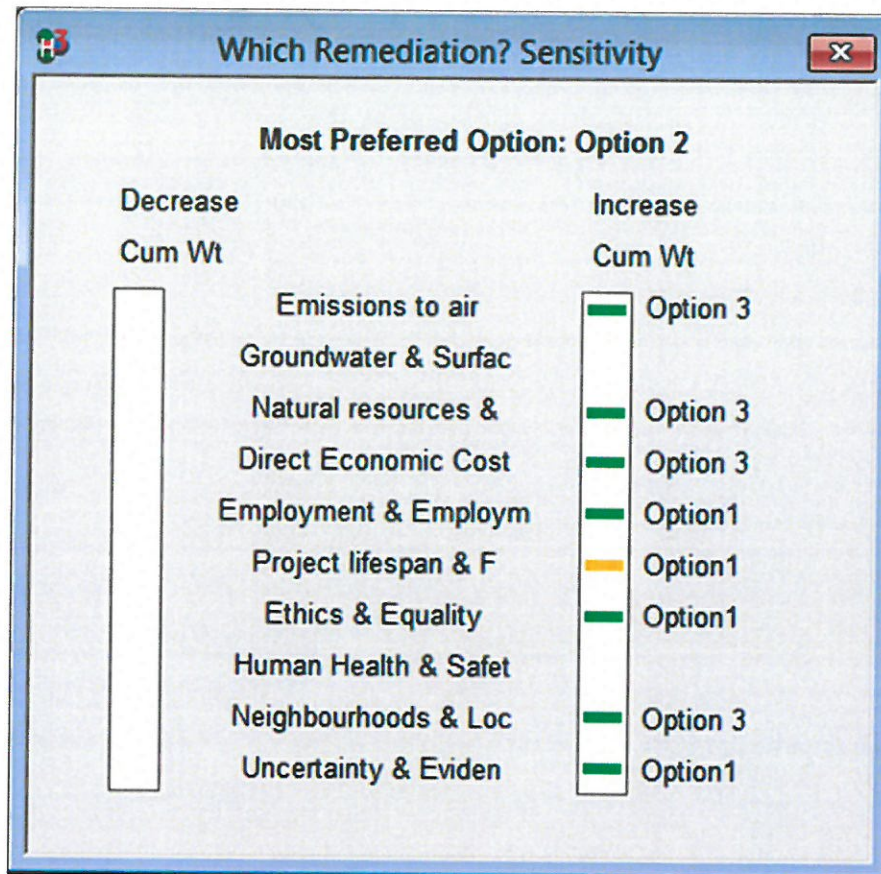 H3
Which Remediation? Sensitivity
Most Preferred Option: Option 2
Decrease Increase
Cum Wt Cum Wt
Emissions to air Option 3
Groundwater & Surfac
Natural resources & Option 3
Direct Economic Cost Option 3
Employment & Employm Option1
Project lifespan & F Option1
Ethics & Equality Option1
Human Health & Safet
Neighbourhoods & Loc Option 3
Uncertainty & Eviden Option1